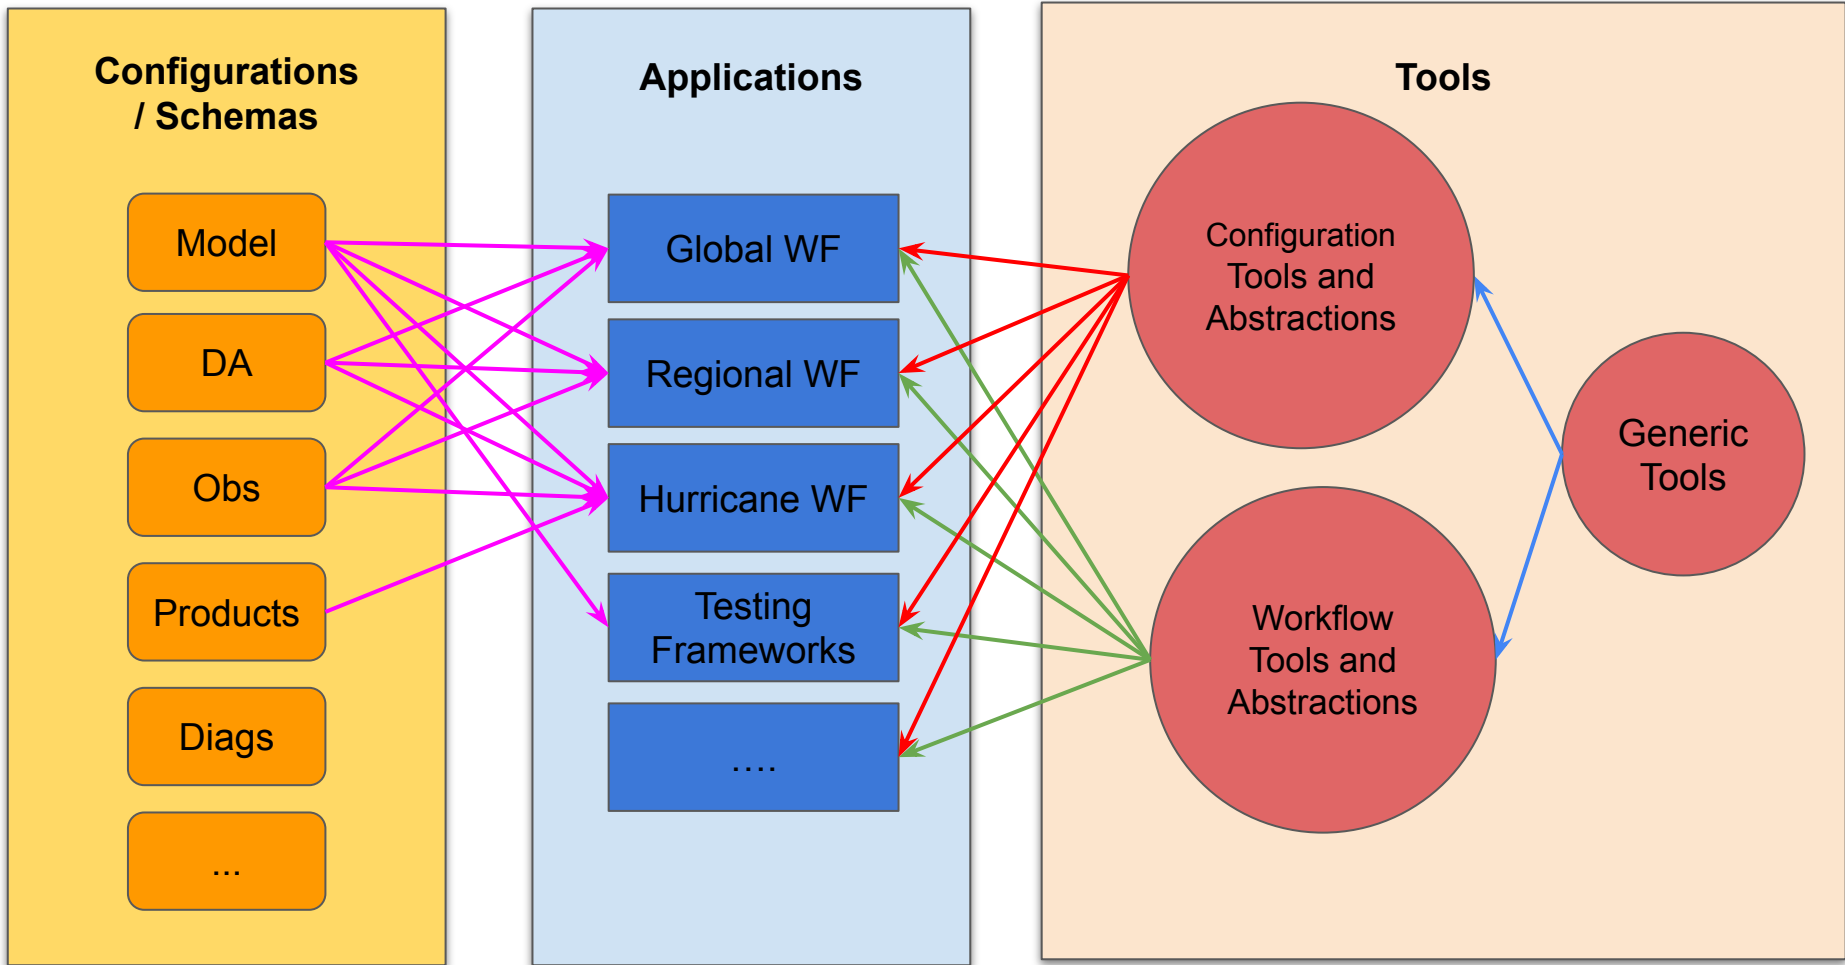 Configurations
/ Schemas
Model
DA
Obs
Products
Diags
...
Applications
Global WF
Regional WF
Hurricane WF
Testing
Frameworks
....
Tools
Configuration
Tools and
Abstractions
Workflow
Tools and
Abstractions
Generic
Tools